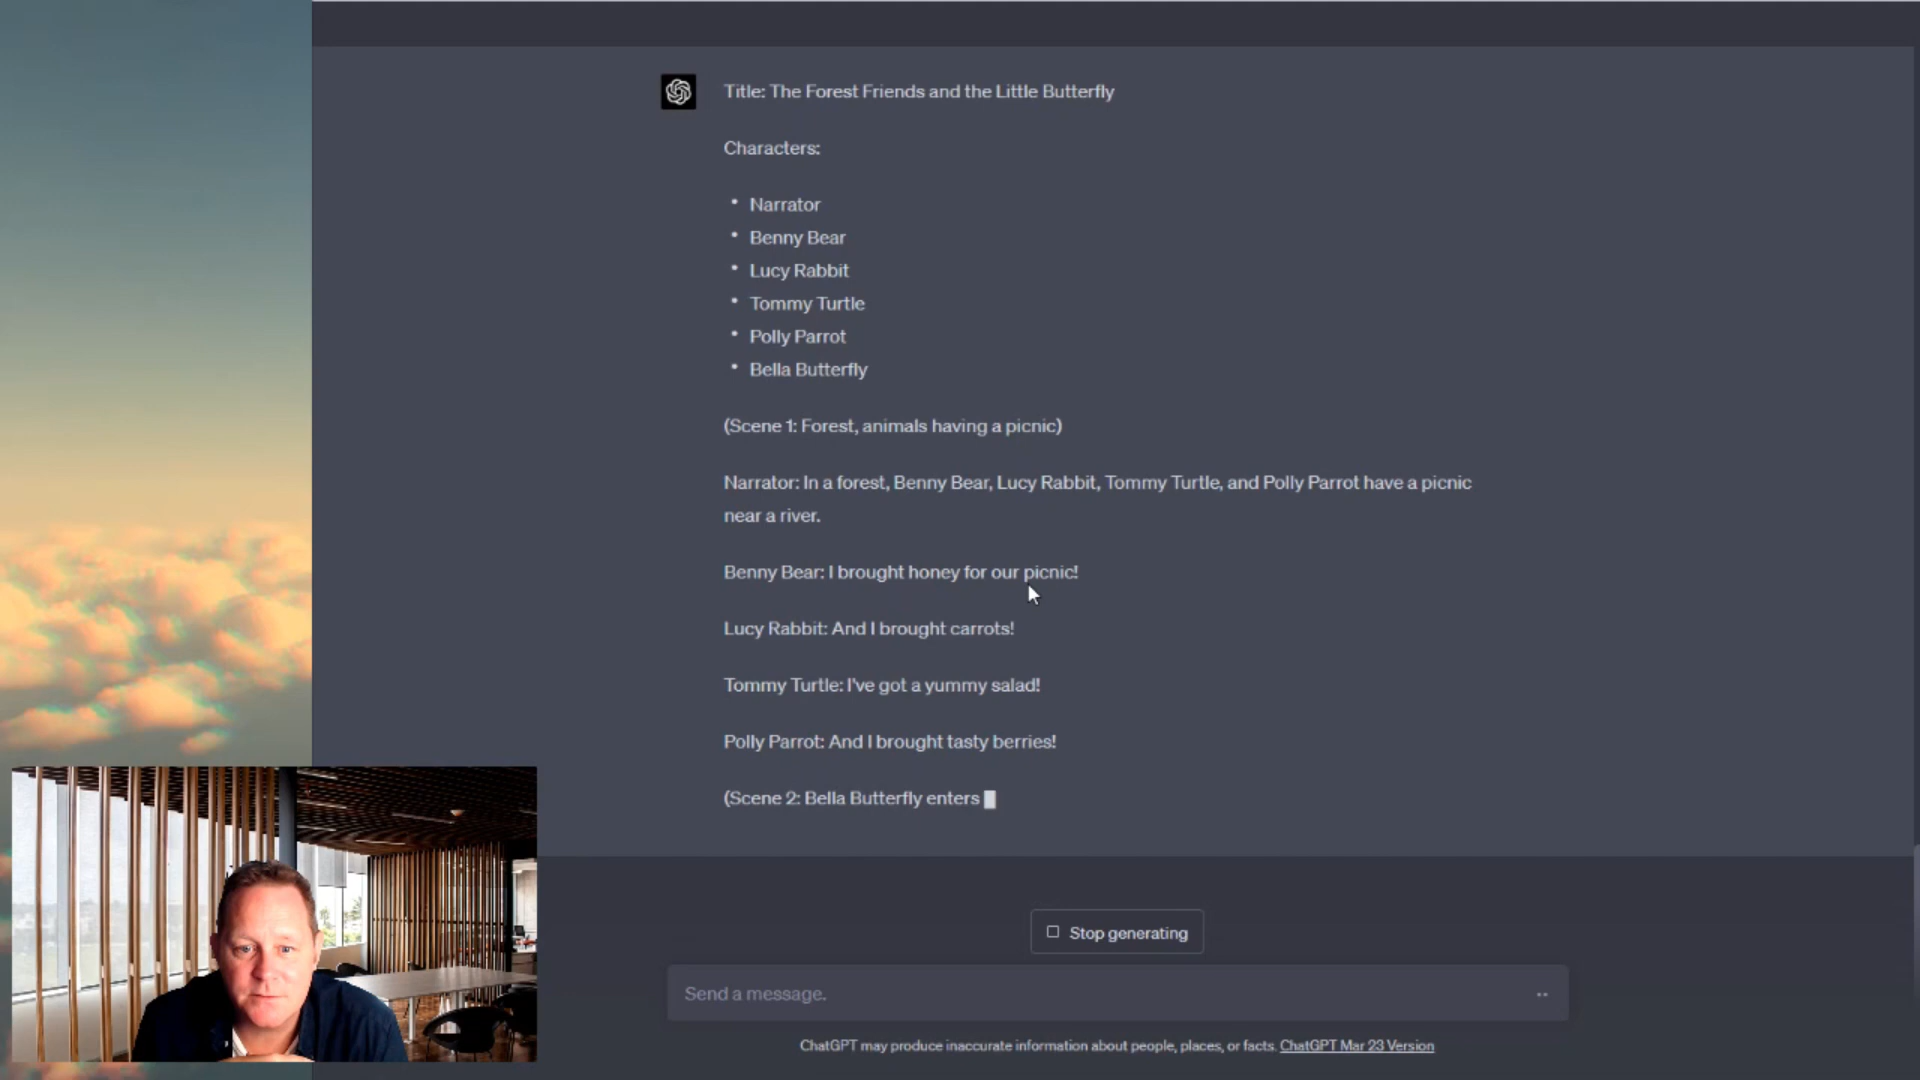 Title: The Forest Friends and the Little Butterfly
Characters:
• Narrator
• Benny Bear
• Lucy Rabbit
• Tommy Turtle
• Polly Parrot
• Bella Butterfly
(Scene 1: Forest, animals having a picnic)
Narrator: In a forest, Benny Bear, Lucy Rabbit, Tommy Turtle, and Polly Parrot have a picnic
near a river.
Benny Bear: I brought honey for our picnic!
Lucy Rabbit: And I brought carrots!
Tommy Turtle: I've got a yummy salad!
Polly Parrot: And I brought tasty berries!
(Scene 2: Bella Butterfly enters
Stop generating
Send a message.
ChatGPT may produce inaccurate information about people, places, or facts. ChatGPT Mar 23 Version